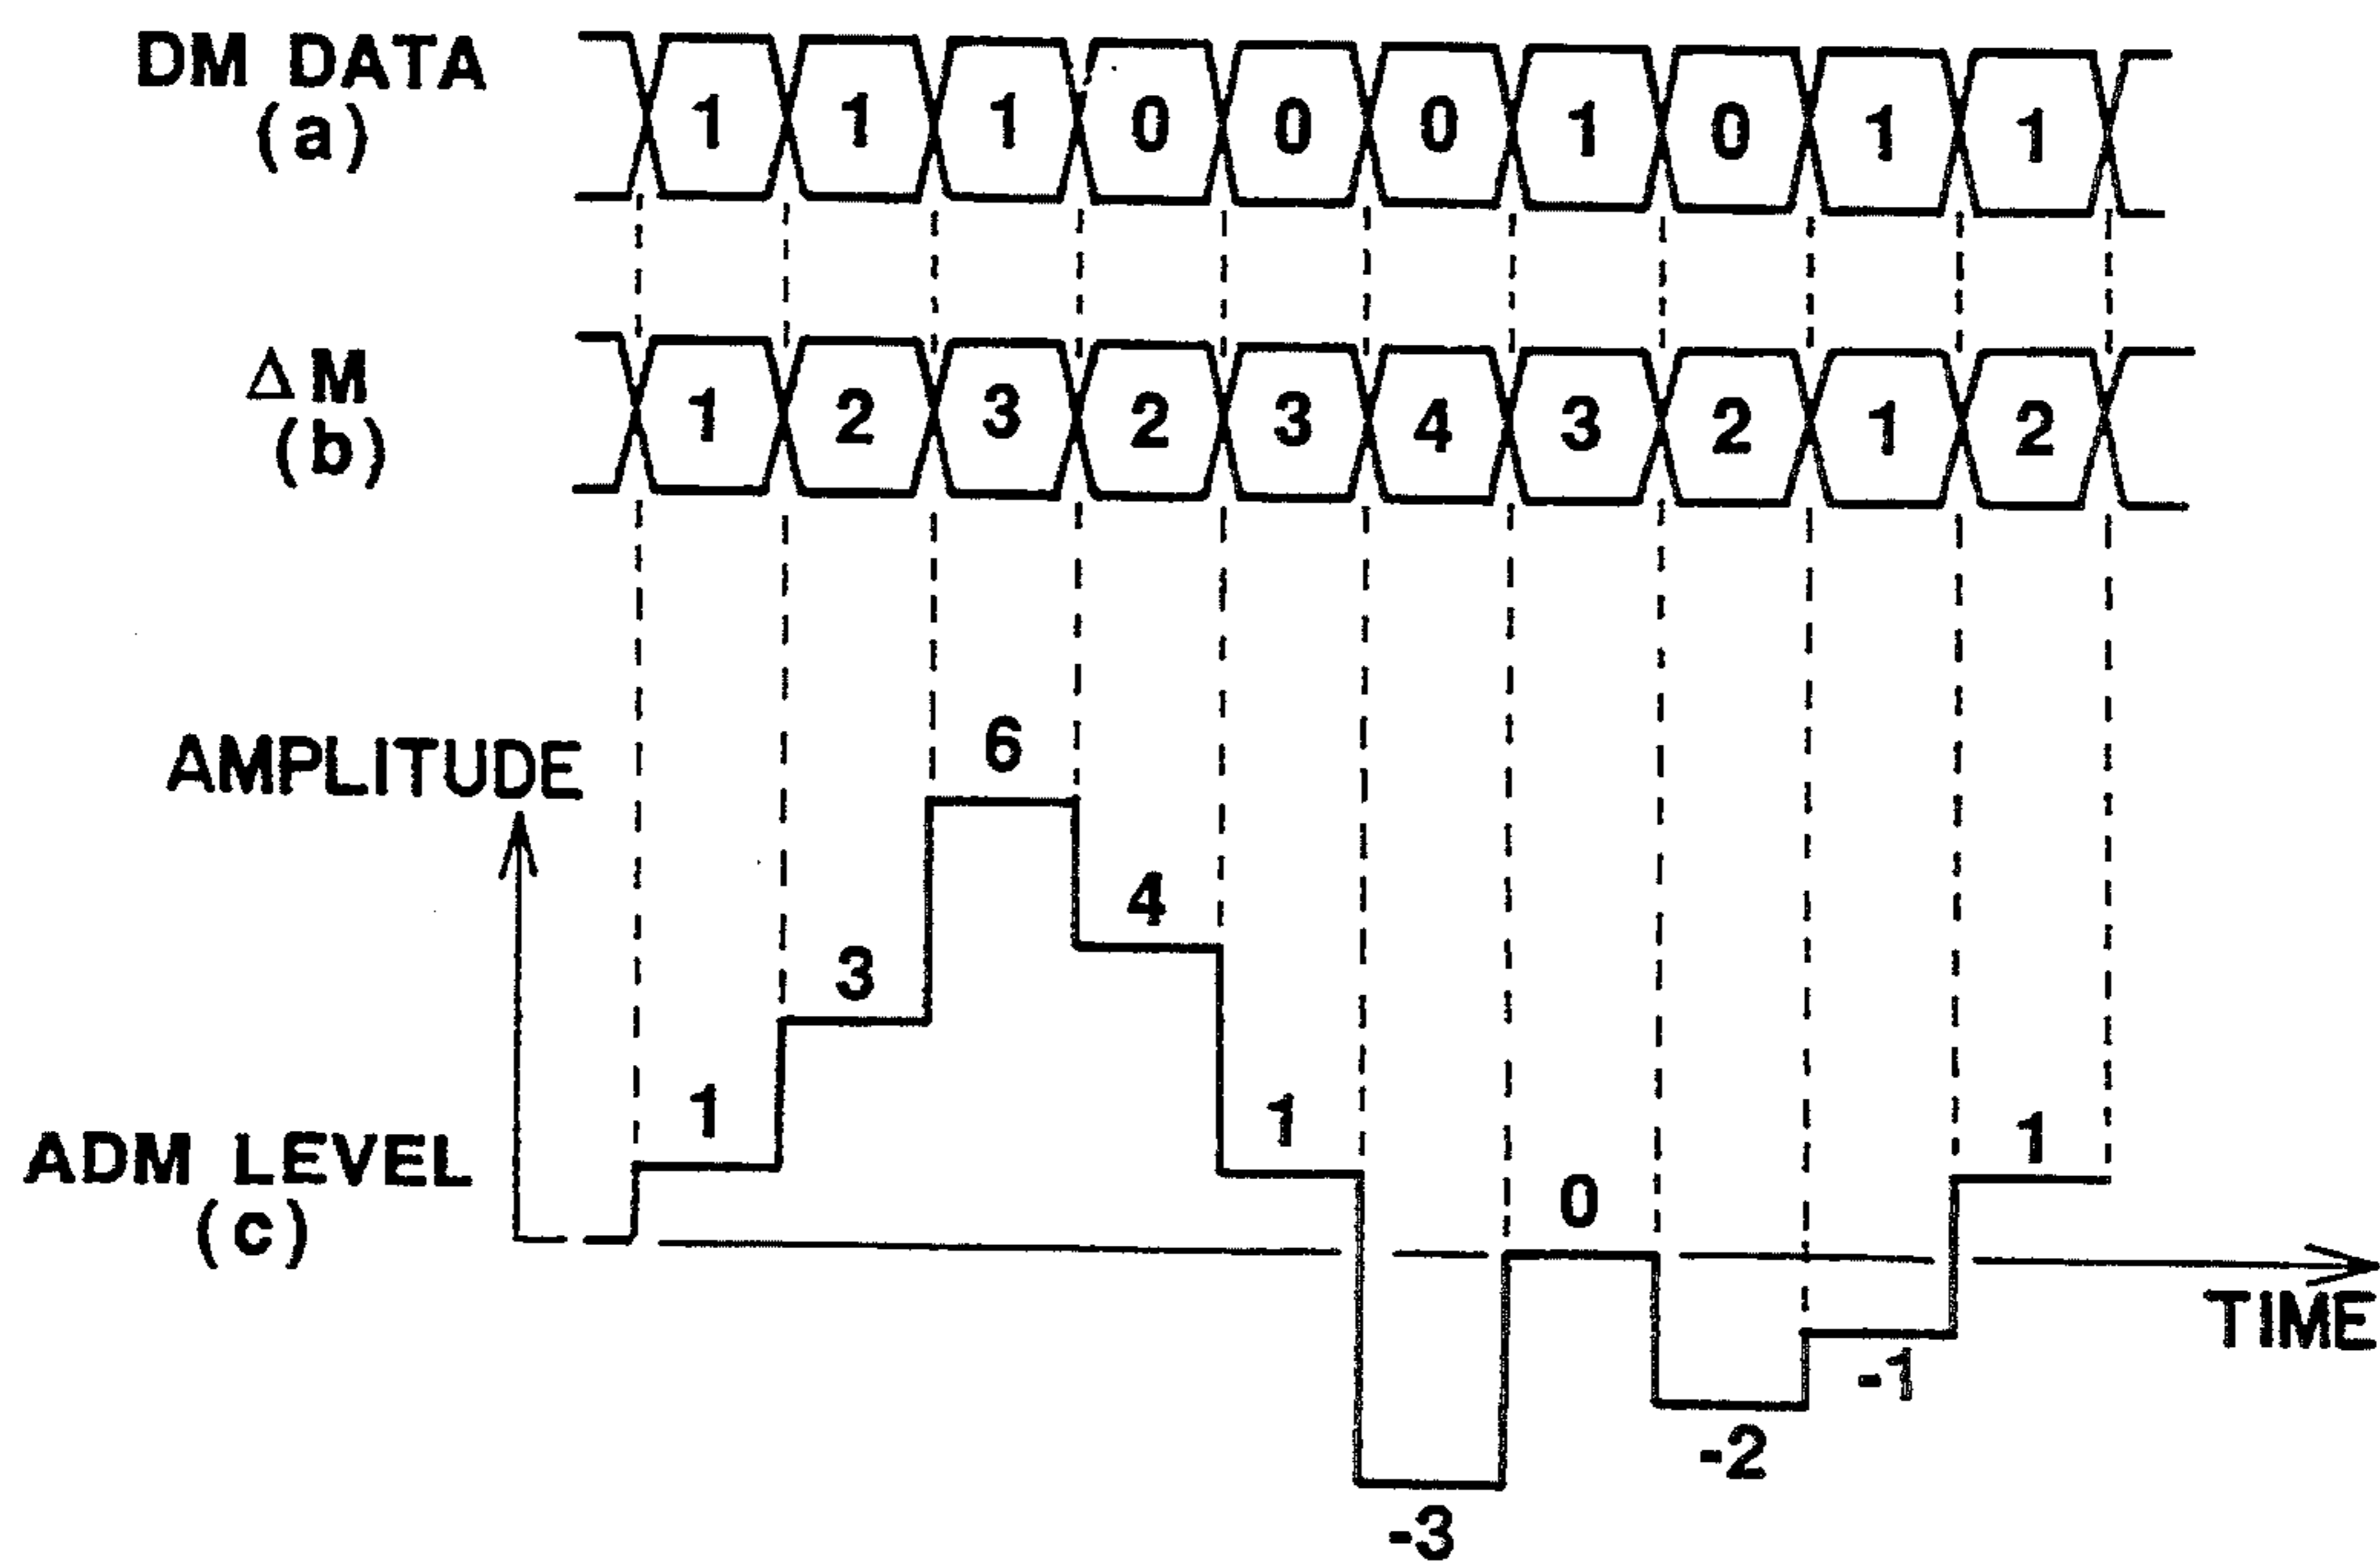 DM DATA
(a)
1 1 1 0 0 0 1 0 1 1
ΔM
(b)
1 2 3 2 3 4 3 2 1 2
AMPLITUDE
6
4
3
1
1
1
ADM LEVEL
(c)
0
TIME
-1
-2
-3